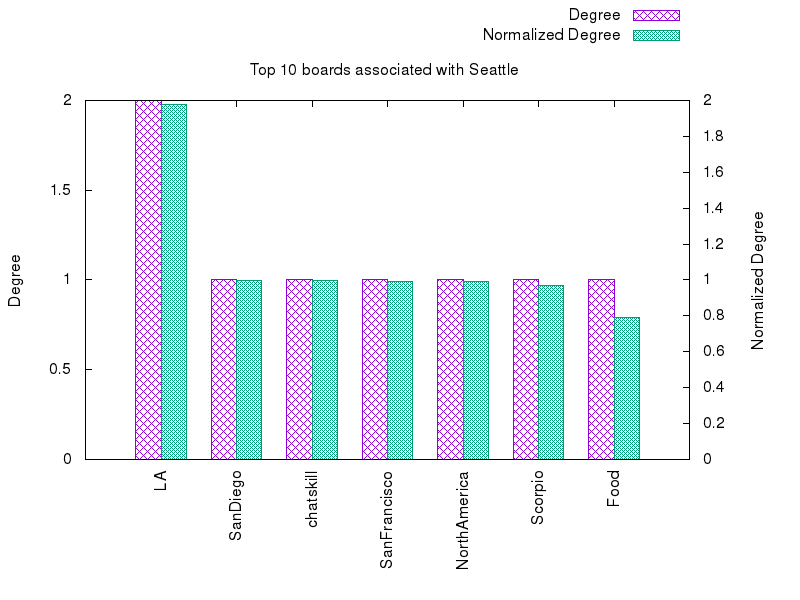 Degree
Normalized Degree
Top 10 boards associated with Seattle
2
1.5
1
0.5
0
Degree
2
1.8
1.6
1.4
1.2
1
0.8
0.6
0.4
0.2
0
Normalized Degree
LA
SanDiego
chatskill
SanFrancisco
NorthAmerica
Scorpio
Food